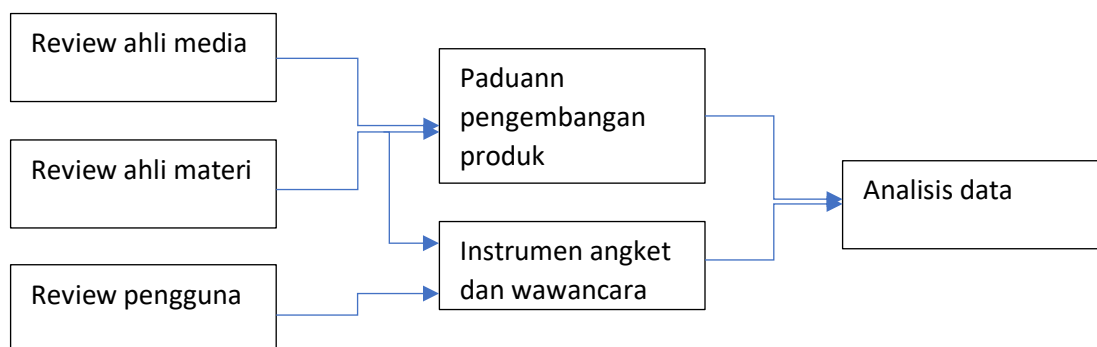 Review ahli media
Review ahli materi
Review pengguna
Paduann
pengembangan
produk
Instrumen angket
dan wawancara
Analisis data